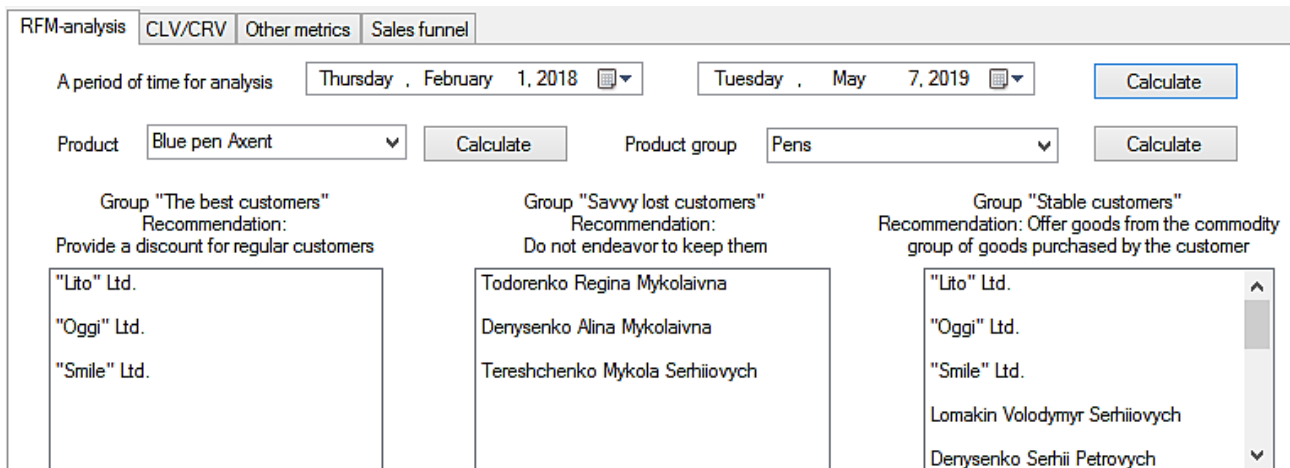 RFM-analysis CLV/CRV Other metrics Sales funnel
A period of time for analysis Thursday , February 1, 2018 Tuesday , May 7, 2019 Calculate
Product Blue pen Axent Calculate Product group Pens Calculate
Group "The best customers"
Recommendation:
Provide a discount for regular customers
"Lito" Ltd.
"Oggi" Ltd.
"Smile" Ltd.
Group "Savvy lost customers"
Recommendation:
Do not endeavor to keep them
Todorenko Regina Mykolaivna
Denysenko Alina Mykolaivna
Tereshchenko Mykola Serhiiovych
Group "Stable customers"
Recommendation: Offer goods from the commodity
group of goods purchased by the customer
"Lito" Ltd.
"Oggi" Ltd.
"Smile" Ltd.
Lomakin Volodymyr Serhiiovych
Denysenko Serhii Petrovych